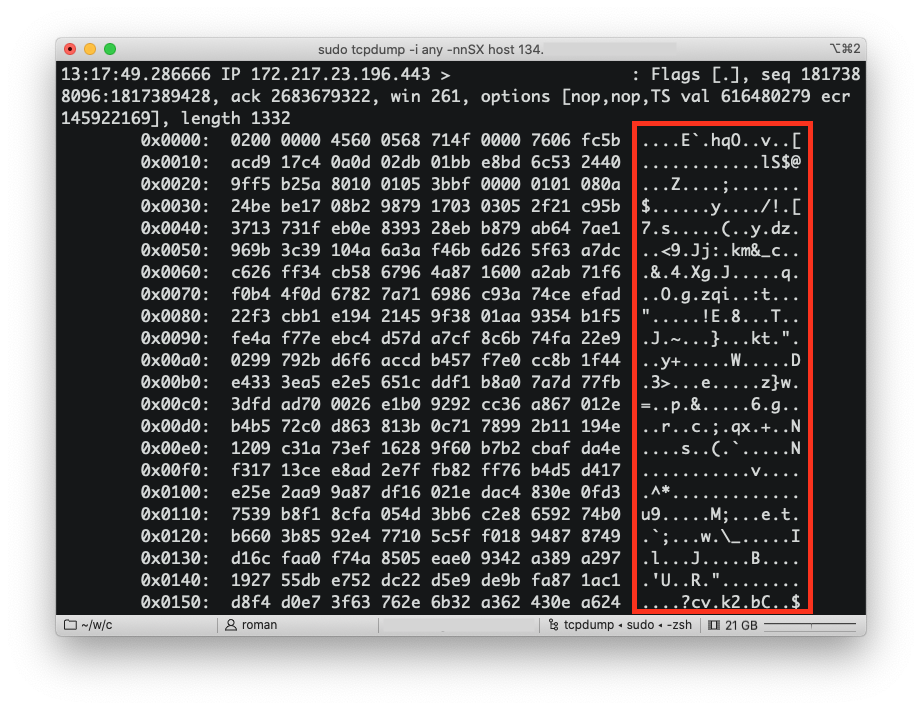 sudo tcpdump -i any -nnSX host 134.
⌥⌘2
13:17:49.286666 IP 172.217.23.196.443 > : Flags [.], seq 181738
8096:1817389428, ack 2683679322, win 261, options [nop,nop,TS val 616480279 ecr
145922169], length 1332
0x0000: 0200 0000 4560 0568 714f 0000 7606 fc5b ....E`.hqO..v..[
0x0010: acd9 17c4 0a0d 02db 01bb e8bd 6c53 2440 ............lS$@
0x0020: 9ff5 b25a 8010 0105 3bbf 0000 0101 080a ...Z....;.......
0x0030: 24be be17 08b2 9879 1703 0305 2f21 c95b $......y..../!.[
0x0040: 3713 731f eb0e 8393 28eb b879 ab64 7ae1 7.s.....(..y.dz.
0x0050: 969b 3c39 104a 6a3a f46b 6d26 5f63 a7dc ..<9.Jj:.km&_c..
0x0060: c626 ff34 cb58 6796 4a87 1600 a2ab 71f6 .&.4.Xg.J.....q.
0x0070: f0b4 4f0d 6782 7a71 6986 c93a 74ce efad ..O.g.zqi..:t...
0x0080: 22f3 cbb1 e194 2145 9f38 01aa 9354 b1f5 ".....!E.8...T..
0x0090: fe4a f77e ebc4 d57d a7cf 8c6b 74fa 22e9 .J.~...}...kt.".
0x00a0: 0299 792b d6f6 accd b457 f7e0 cc8b 1f44 ..y+.....W.....D
0x00b0: e433 3ea5 e2e5 651c ddf1 b8a0 7a7d 77fb .3>...e.....z}w.
0x00c0: 3dfd ad70 0026 e1b0 9292 cc36 a867 012e =..p.&.....6.g..
0x00d0: b4b5 72c0 d863 813b 0c71 7899 2b11 194e ..r..c.;.qx.+..N
0x00e0: 1209 c31a 73ef 1628 9f60 b7b2 cbaf da4e ....s..(.`.....N
0x00f0: f317 13ce e8ad 2e7f fb82 ff76 b4d5 d417 ...........v....
0x0100: e25e 2aa9 9a87 df16 021e dac4 830e 0fd3 .^*.............
0x0110: 7539 b8f1 8cfa 054d 3bb6 c2e8 6592 74b0 u9.....M;...e.t.
0x0120: b660 3b85 92e4 7710 5c5f f018 9487 8749 .`;...w.\_.....I
0x0130: d16c faa0 f74a 8505 eae0 9342 a389 a297 .l...J.....B....
0x0140: 1927 55db e752 dc22 d5e9 de9b fa87 1ac1 .'U..R."........
0x0150: d8f4 d0e7 3f63 762e 6b32 a362 430e a624 ....?cv.k2.bC..$
~/w/c
roman
tcpdump ◂ sudo ◂ -zsh
21 GB